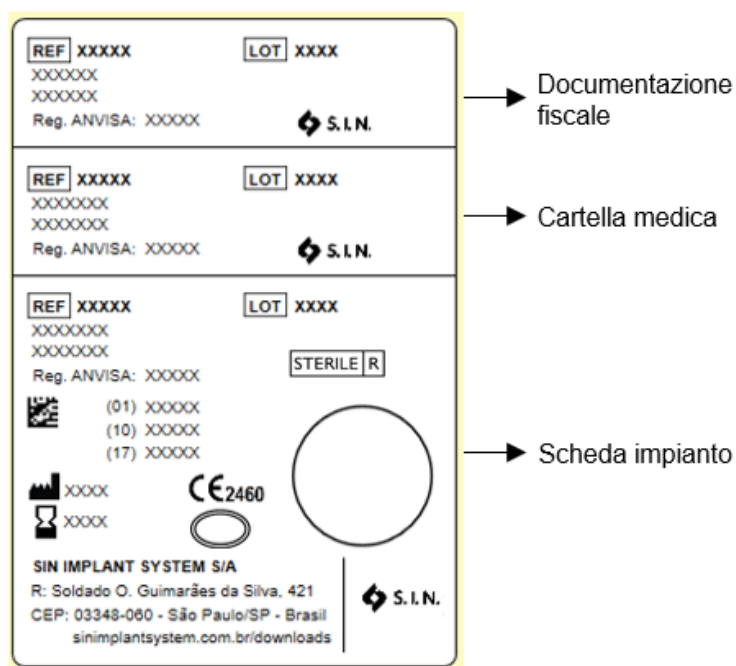 REF XXXXX LOT XXXX
XXXXXX
XXXXXX
Reg. ANVISA: XXXXX S.I.N.
Documentazione
fiscale
REF XXXXX LOT XXXX
XXXXXXX
XXXXXXX
Reg. ANVISA: XXXXX S.I.N.
Cartella medica
REF XXXXX LOT XXXX
XXXXXXX
XXXXXXX
Reg. ANVISA: XXXXX
STERILE R
(01) XXXXX
(10) XXXXX
(17) XXXXX
Scheda impianto
XXXX CE 2460
XXXX
SIN IMPLANT SYSTEM S/A
R: Soldado O. Guimarães da Silva, 421
CEP: 03348-060 - São Paulo/SP - Brasil
sinimplantsystem.com.br/downloads
S.I.N.